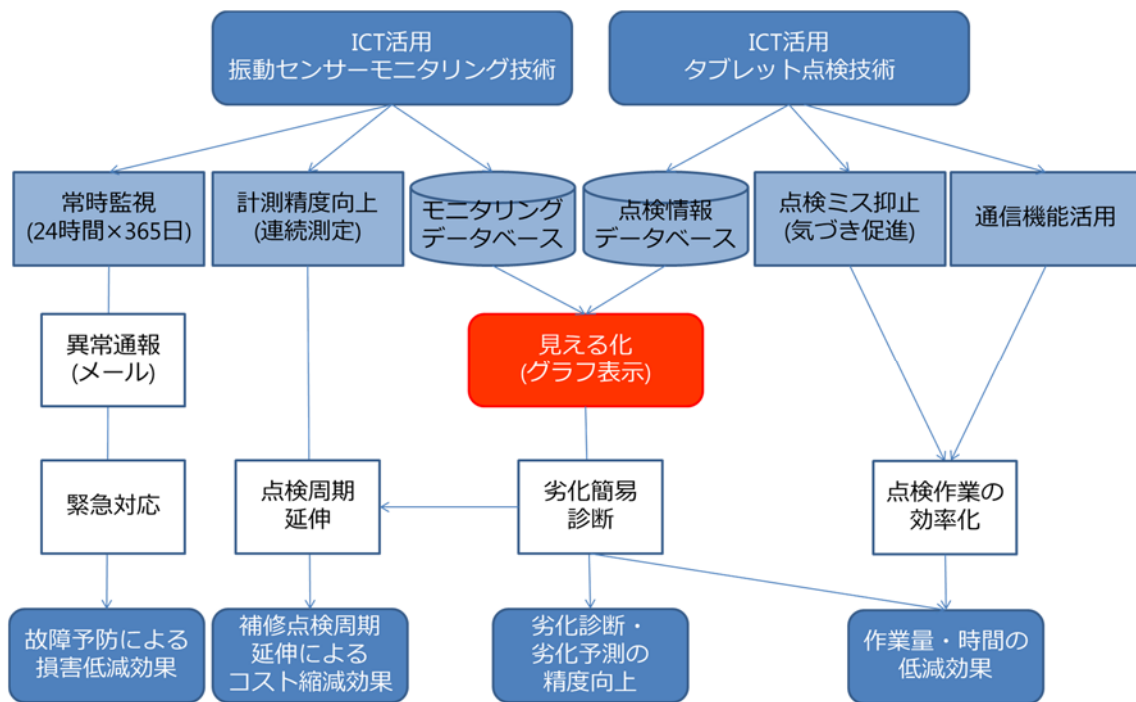 ICT活用
振動センサーモニタリング技術
ICT活用
タブレット点検技術
常時監視
(24時間×365日)
計測精度向上
(連続測定)
モニタリング
データベース
点検情報
データベース
点検ミス抑止
(気づき促進)
通信機能活用
異常通報
(メール)
見える化
(グラフ表示)
緊急対応
点検周期
延伸
劣化簡易
診断
点検作業の
効率化
故障予防による
損害低減効果
補修点検周期
延伸による
コスト縮減効果
劣化診断・
劣化予測の
精度向上
作業量・時間の
低減効果